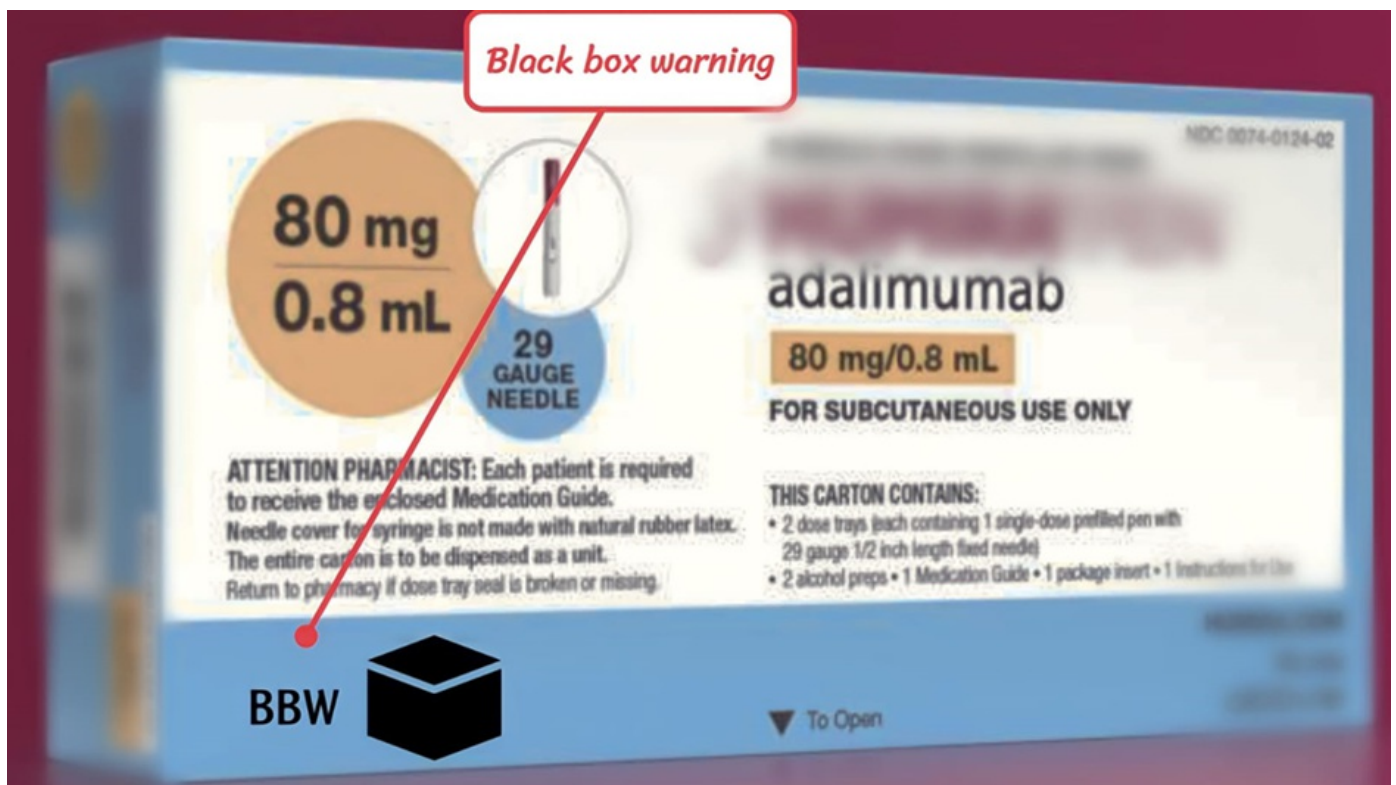 Black box warning
NDC 0074-0124-02
80 mg
0.8 mL
29
GAUGE
NEEDLE
adalimumab
80 mg/0.8 mL
FOR SUBCUTANEOUS USE ONLY
ATTENTION PHARMACIST: Each patient is required
to receive the enclosed Medication Guide.
Needle cover for syringe is not made with natural rubber latex.
The entire carton is to be dispensed as a unit.
Return to pharmacy if dose tray seal is broken or missing.
THIS CARTON CONTAINS:
• 2 dose trays (each containing 1 single-dose prefilled pen with
29 gauge 1/2 inch length fixed needle)
• 2 alcohol preps • 1 Medication Guide • 1 package insert • 1 Instructions for Use
BBW
To Open